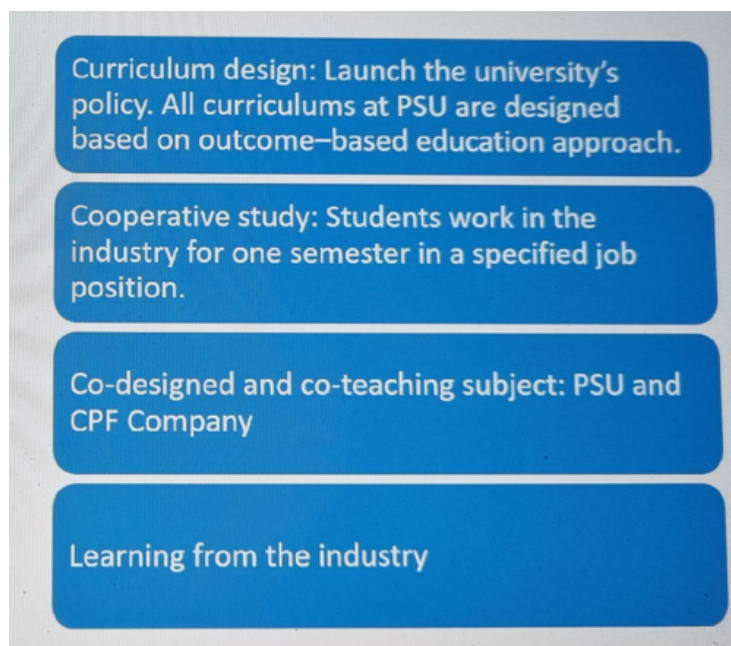 Curriculum design: Launch the university's
policy. All curriculums at PSU are designed
based on outcome–based education approach.
Cooperative study: Students work in the
industry for one semester in a specified job
position.
Co-designed and co-teaching subject: PSU and
CPF Company
Learning from the industry